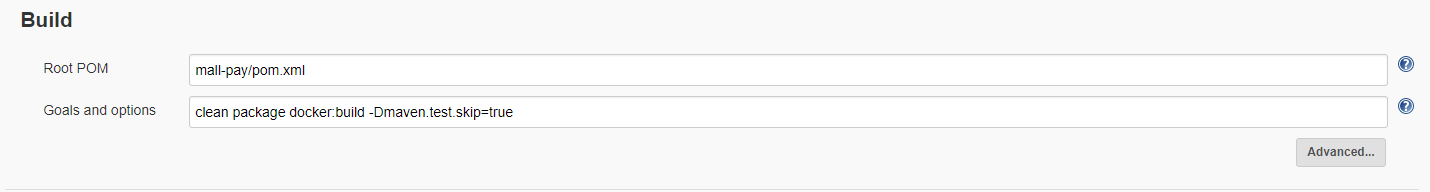 Build
Root POM mall-pay/pom.xml
Goals and options clean package docker:build -Dmaven.test.skip=true
Advanced...